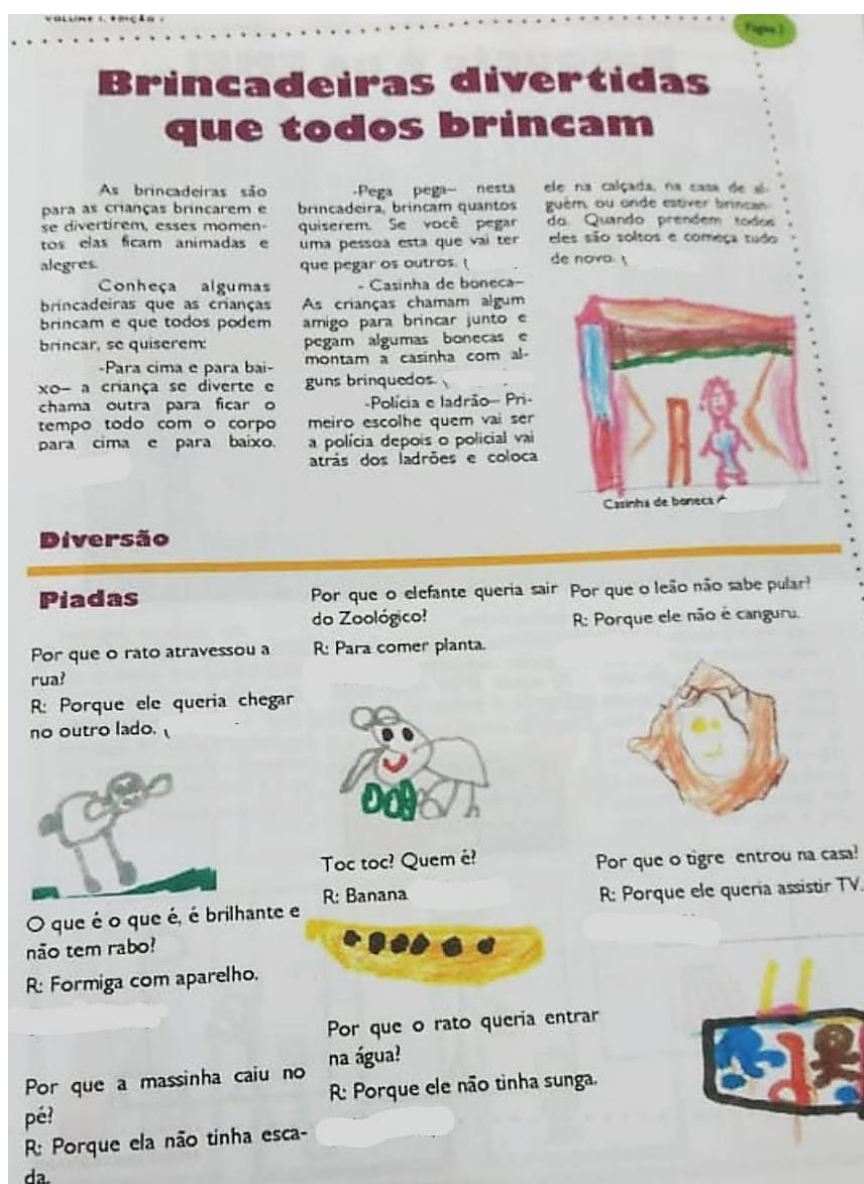 VOLUME 1, EDIÇÃO 1
Brincadeiras divertidas
que todos brincam
As brincadeiras são
para as crianças brincarem e
se divertirem, esses momen-
tos elas ficam animadas e
alegres.
Conheça algumas
brincadeiras que as crianças
brincam e que todos podem
brincar, se quiserem:
-Para cima e para bai-
xo– a criança se diverte e
chama outra para ficar o
tempo todo com o corpo
para cima e para baixo.
-Pega pega– nesta
brincadeira, brincam quantos
quiserem. Se você pegar
uma pessoa esta que vai ter
que pegar os outros.
- Casinha de boneca–
As crianças chamam algum
amigo para brincar junto e
pegam algumas bonecas e
montam a casinha com al-
guns brinquedos.
-Polícia e ladrão– Pri-
meiro escolhe quem vai ser
a polícia depois o policial vai
atrás dos ladrões e coloca
ele na calçada, na casa de al-
guém, ou onde estiver brincan-
do. Quando prendem todos
eles são soltos e começa tudo
de novo.
Casinha de boneca
Diversão
Piadas
Por que o rato atravessou a
rua?
R: Porque ele queria chegar
no outro lado.
O que é o que é, é brilhante e
não tem rabo?
R: Formiga com aparelho.
Por que a massinha caiu no
pé?
R: Porque ela não tinha esca-
da.
Por que o elefante queria sair
do Zoológico?
R: Para comer planta.
Toc toc? Quem é?
R: Banana
Por que o rato queria entrar
na água?
R: Porque ele não tinha sunga.
Por que o leão não sabe pular?
R: Porque ele não é canguru.
Por que o tigre entrou na casa?
R: Porque ele queria assistir TV.